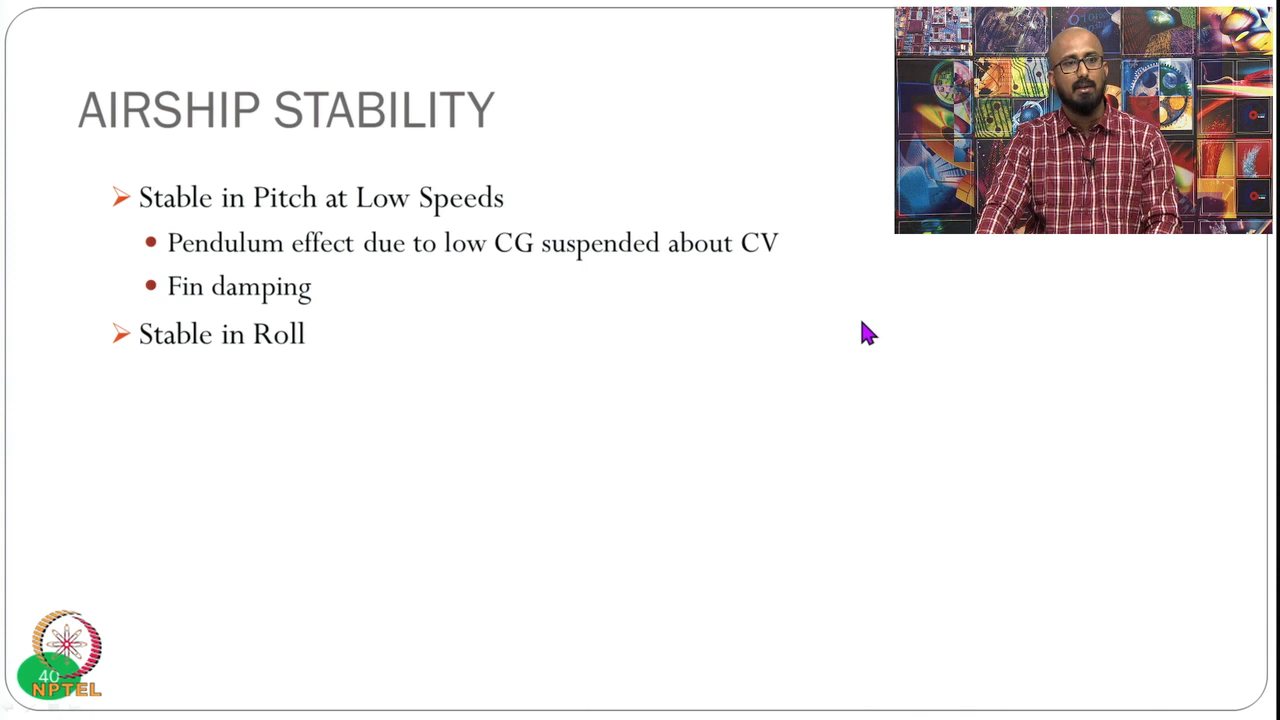 AIRSHIP STABILITY
Stable in Pitch at Low Speeds
Pendulum effect due to low CG suspended about CV
Fin damping
Stable in Roll
40
NPTEL